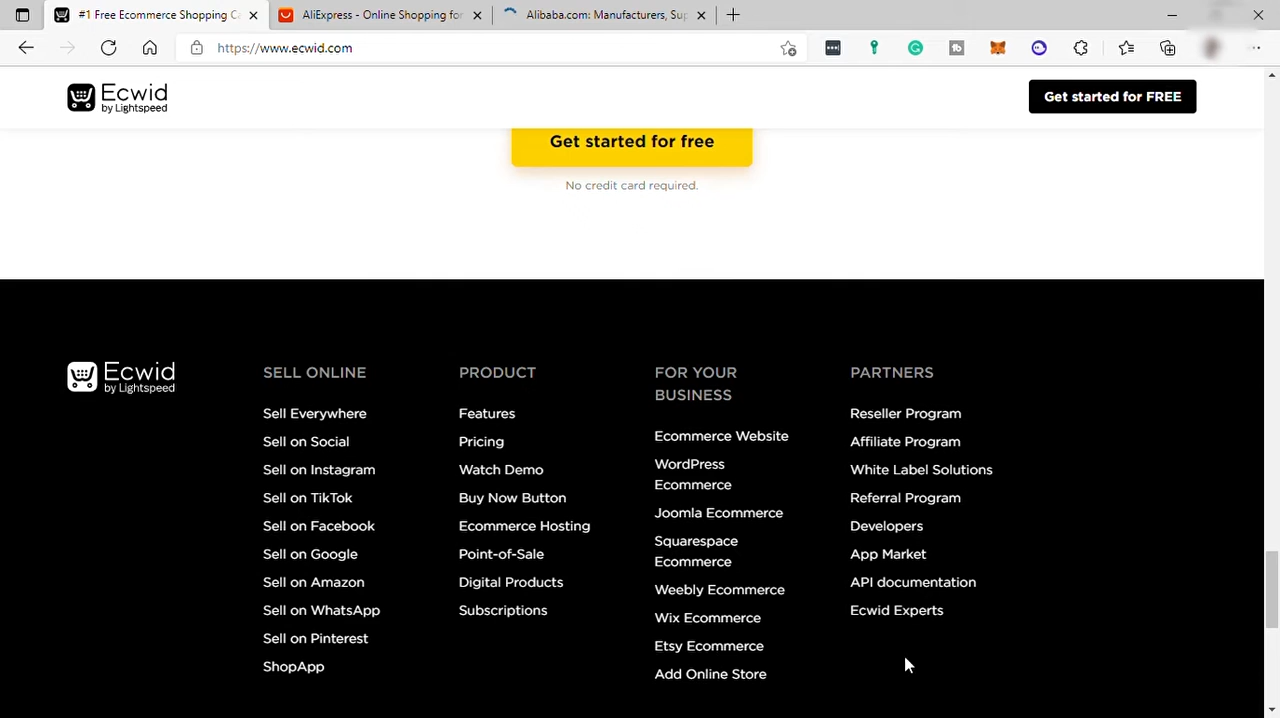 #1 Free Ecommerce Shopping Ca
AliExpress - Online Shopping for
Alibaba.com: Manufacturers, Sup
https://www.ecwid.com
Ecwid
by Lightspeed
Get started for FREE
Get started for free
No credit card required.
Ecwid
by Lightspeed
SELL ONLINE
Sell Everywhere
Sell on Social
Sell on Instagram
Sell on TikTok
Sell on Facebook
Sell on Google
Sell on Amazon
Sell on WhatsApp
Sell on Pinterest
ShopApp
PRODUCT
Features
Pricing
Watch Demo
Buy Now Button
Ecommerce Hosting
Point-of-Sale
Digital Products
Subscriptions
FOR YOUR
BUSINESS
Ecommerce Website
WordPress
Ecommerce
Joomla Ecommerce
Squarespace
Ecommerce
Weebly Ecommerce
Wix Ecommerce
Etsy Ecommerce
Add Online Store
PARTNERS
Reseller Program
Affiliate Program
White Label Solutions
Referral Program
Developers
App Market
API documentation
Ecwid Experts